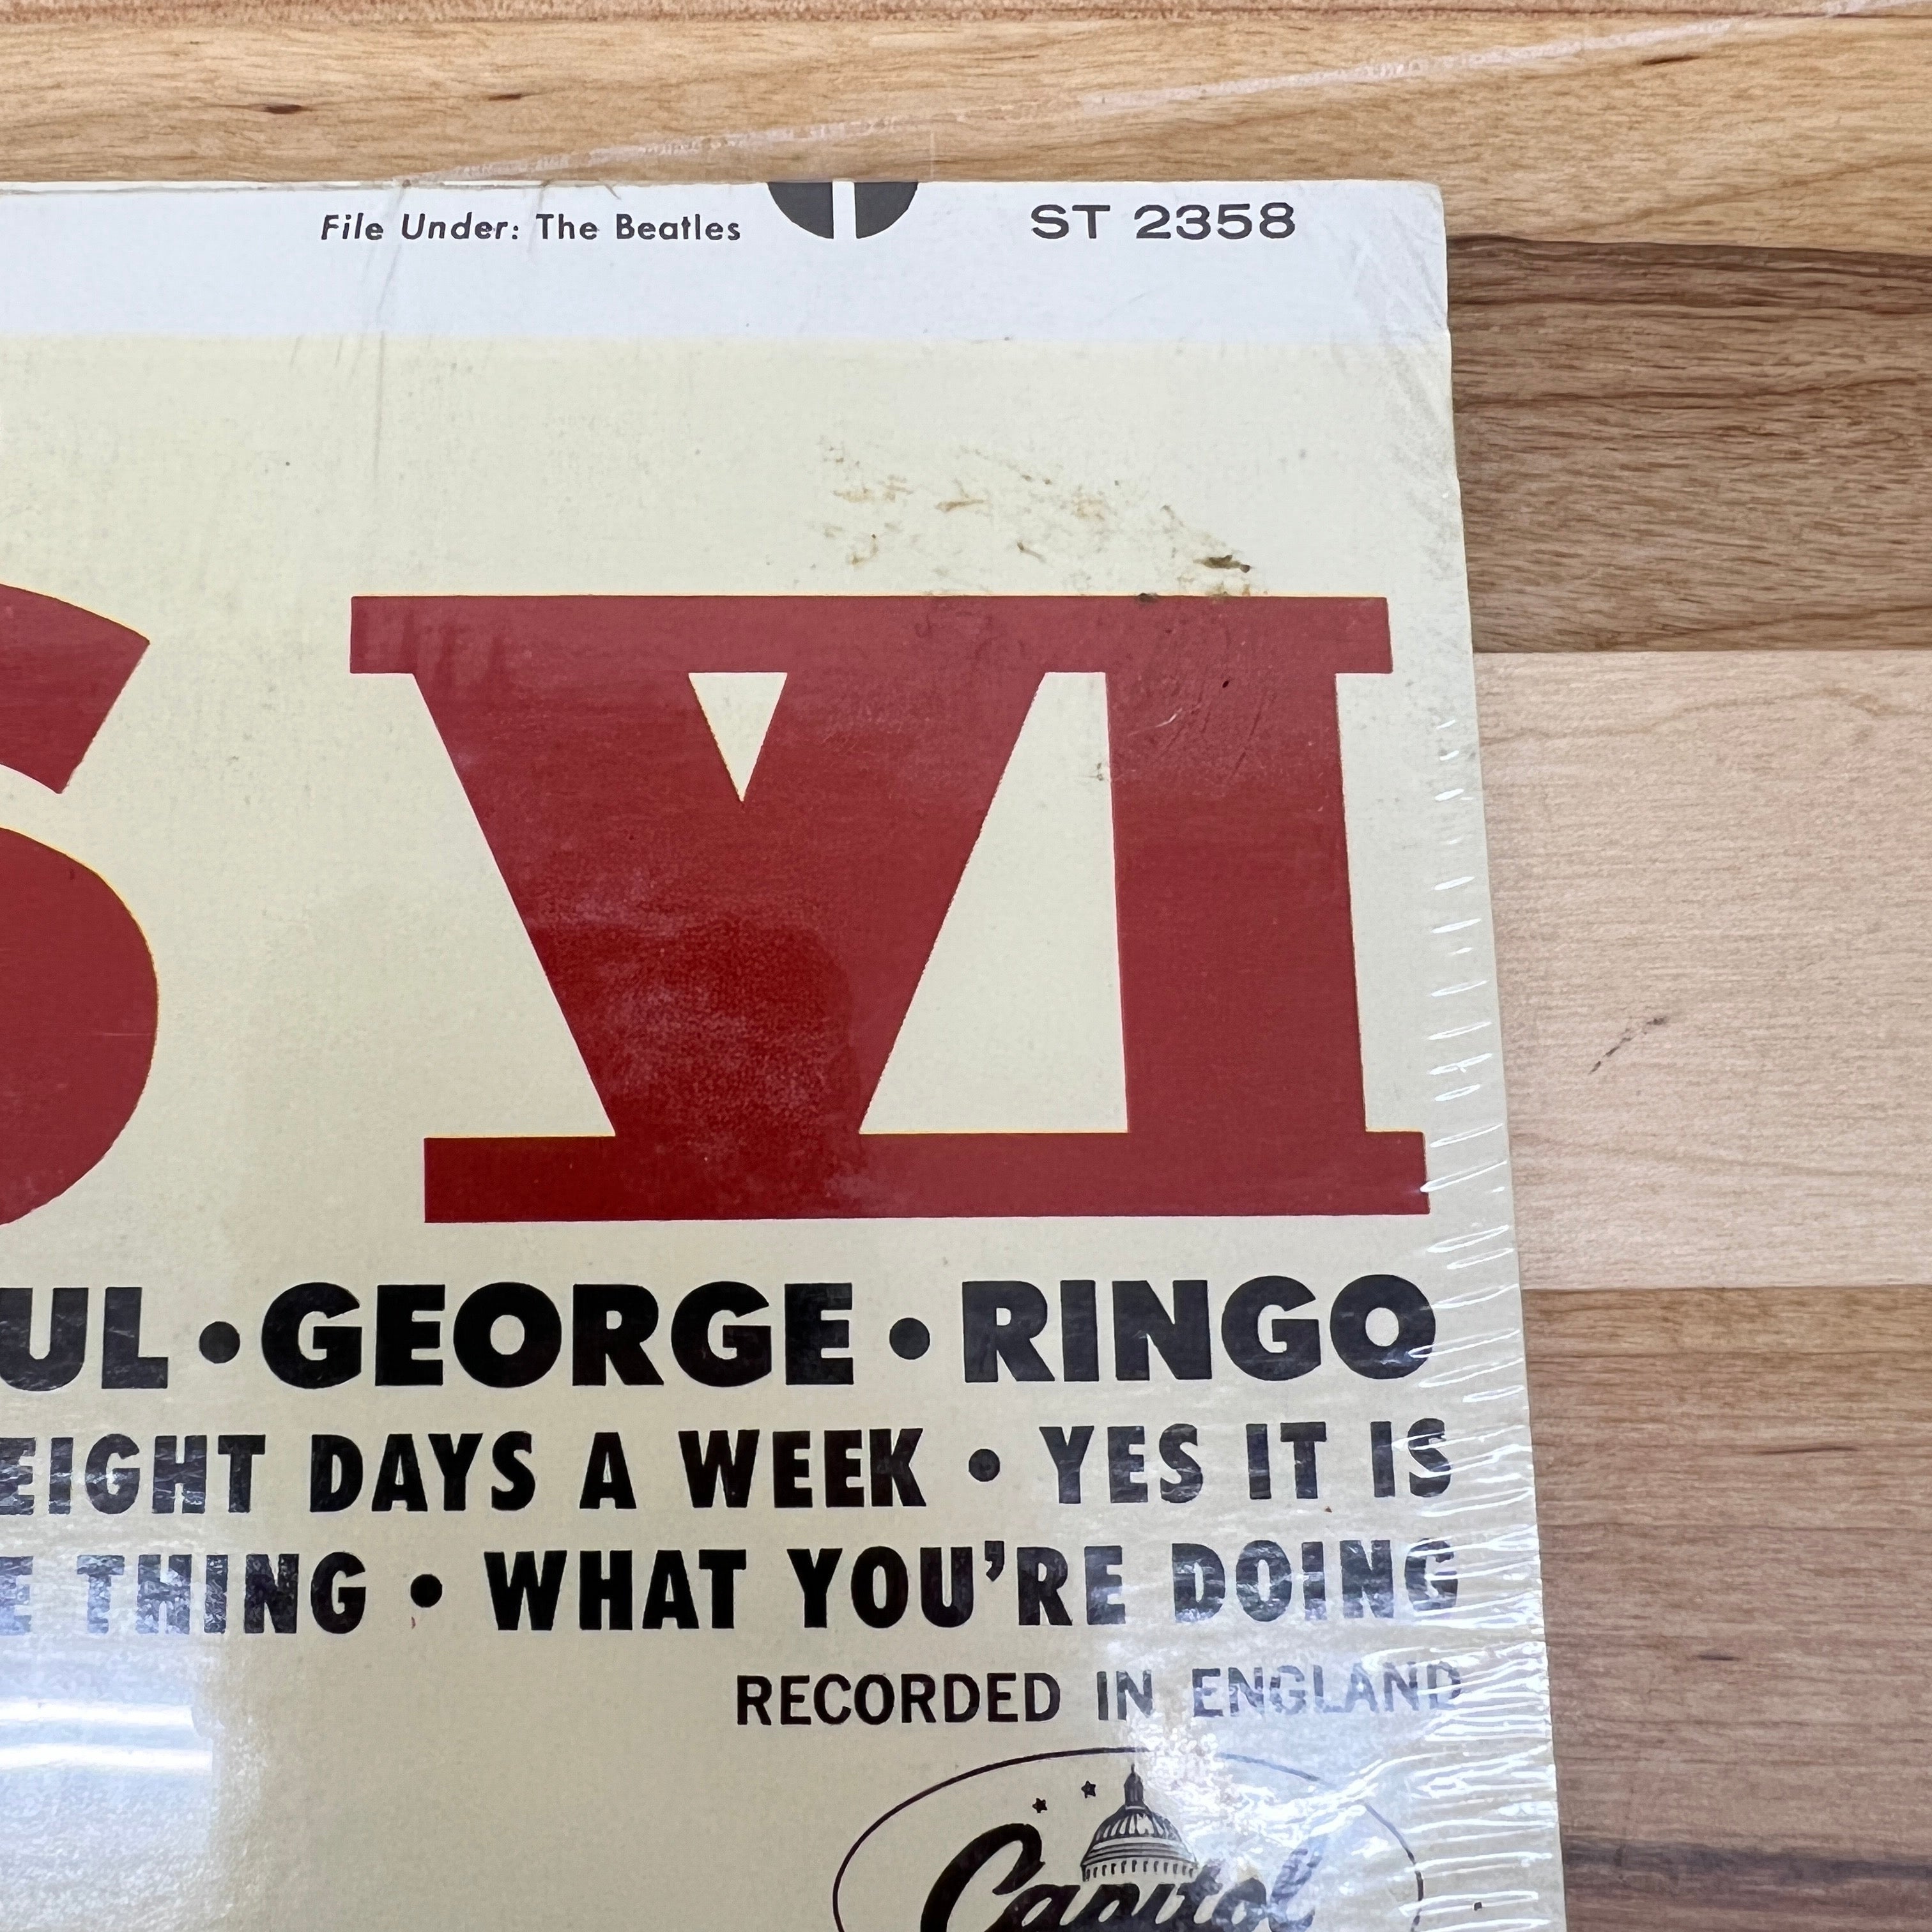 File Under: The Beatles ST 2358
S VI
UL • GEORGE • RINGO
EIGHT DAYS A WEEK • YES IT IS
E THING • WHAT YOU'RE DOING
RECORDED IN ENGLAND
Capitol